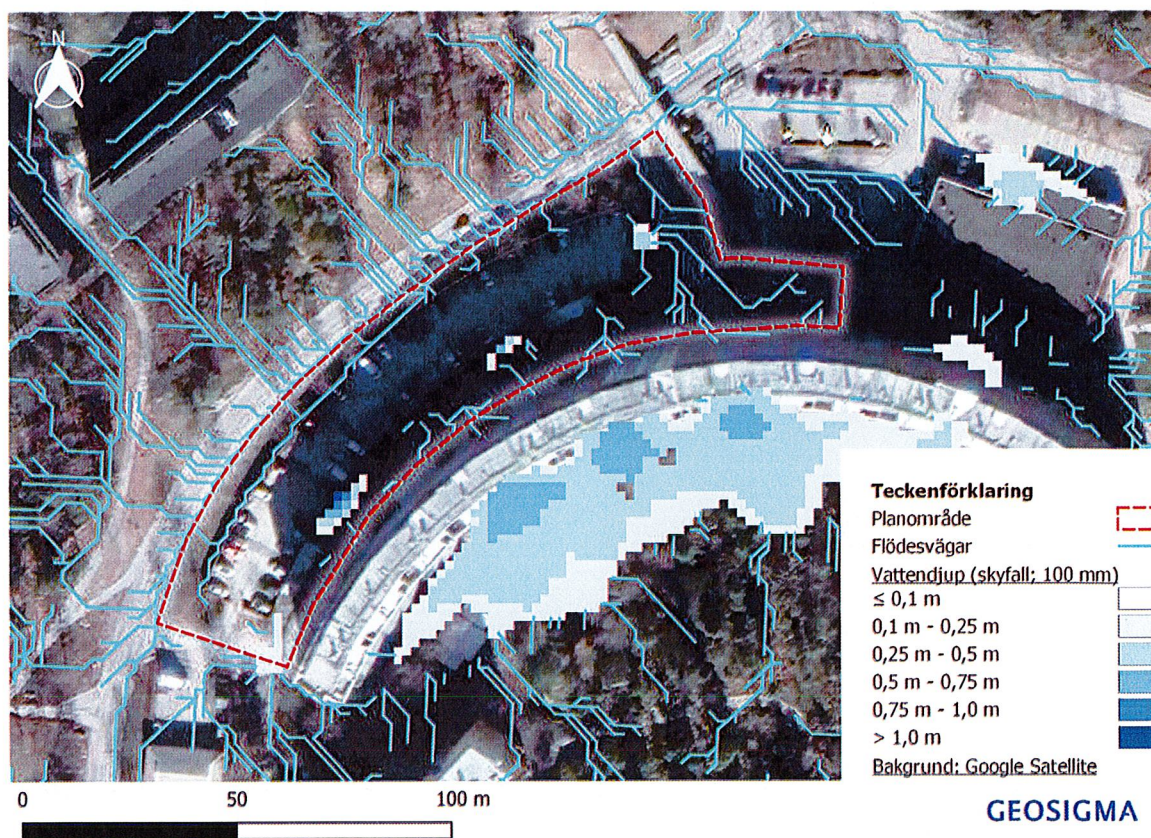 N
Teckenförklaring
Planområde
Flödesvägar
Vattendjup (skyfall; 100 mm)
≤ 0,1 m
0,1 m - 0,25 m
0,25 m - 0,5 m
0,5 m - 0,75 m
0,75 m - 1,0 m
> 1,0 m
Bakgrund: Google Satellite
0 50 100 m
GEOSIGMA